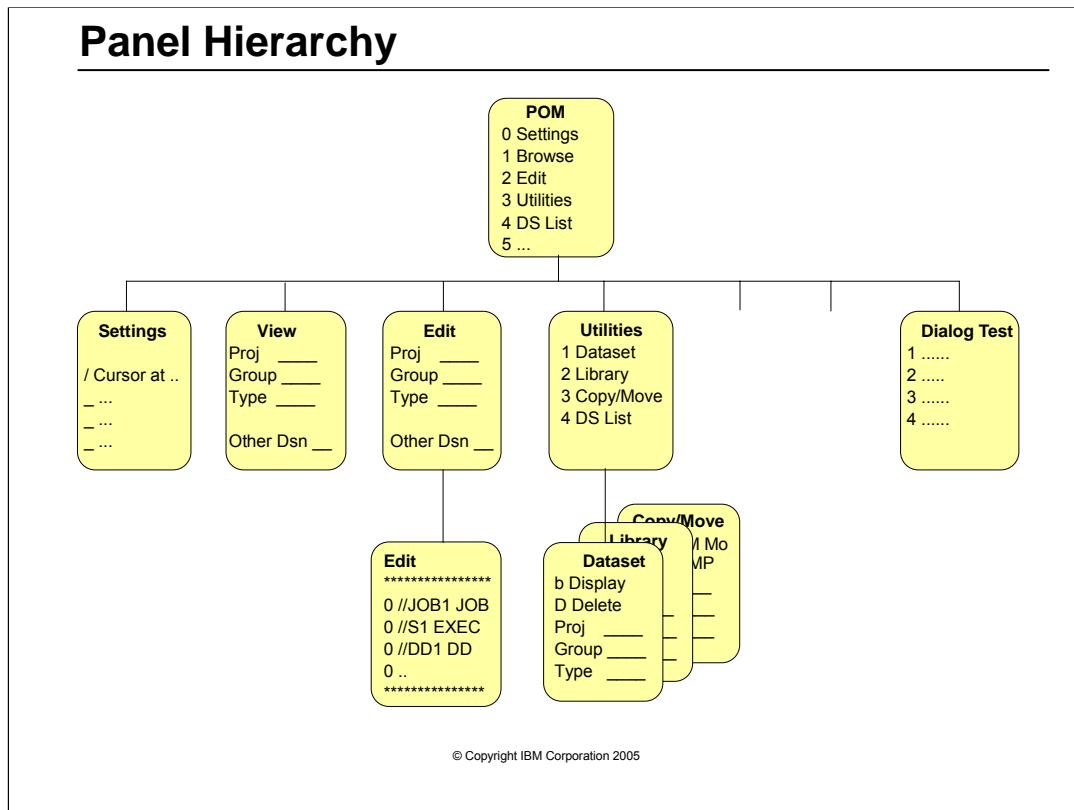 Panel Hierarchy
POM
0 Settings
1 Browse
2 Edit
3 Utilities
4 DS List
5 ...
Settings
/ Cursor at ..
_ ...
_ ...
_ ...
View
Proj ____
Group ____
Type ____
Other Dsn __
Edit
Proj ____
Group ____
Type ____
Other Dsn __
Utilities
1 Dataset
2 Library
3 Copy/Move
4 DS List
Dialog Test
1 ......
2 .....
3 ......
4 ......
Edit
****************
0 //JOB1 JOB
0 //S1 EXEC
0 //DD1 DD
0 ..
***************
Copy/Move
M Mo
MP
Library
Dataset
b Display
D Delete
Proj ____
Group ____
Type ____
© Copyright IBM Corporation 2005